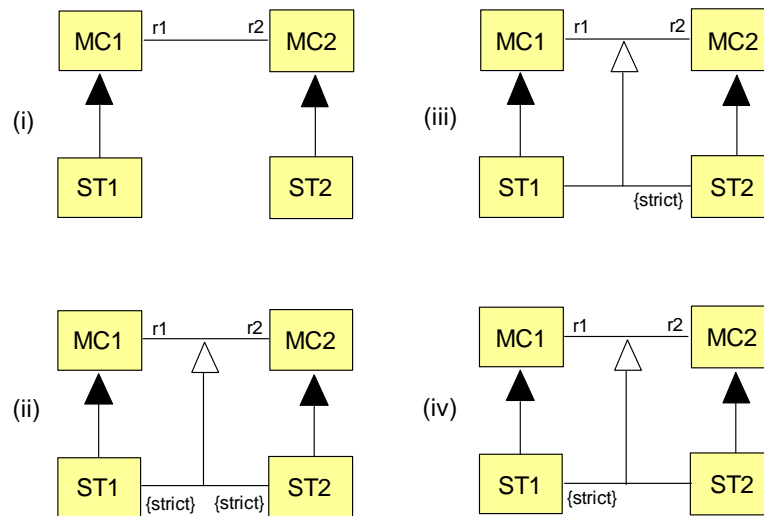 (i)
MC1 r1 r2 MC2
ST1 ST2
(iii)
MC1 r1 r2 MC2
ST1 {strict} ST2
(ii)
MC1 r1 r2 MC2
ST1 {strict} {strict} ST2
(iv)
MC1 r1 r2 MC2
ST1 {strict} ST2